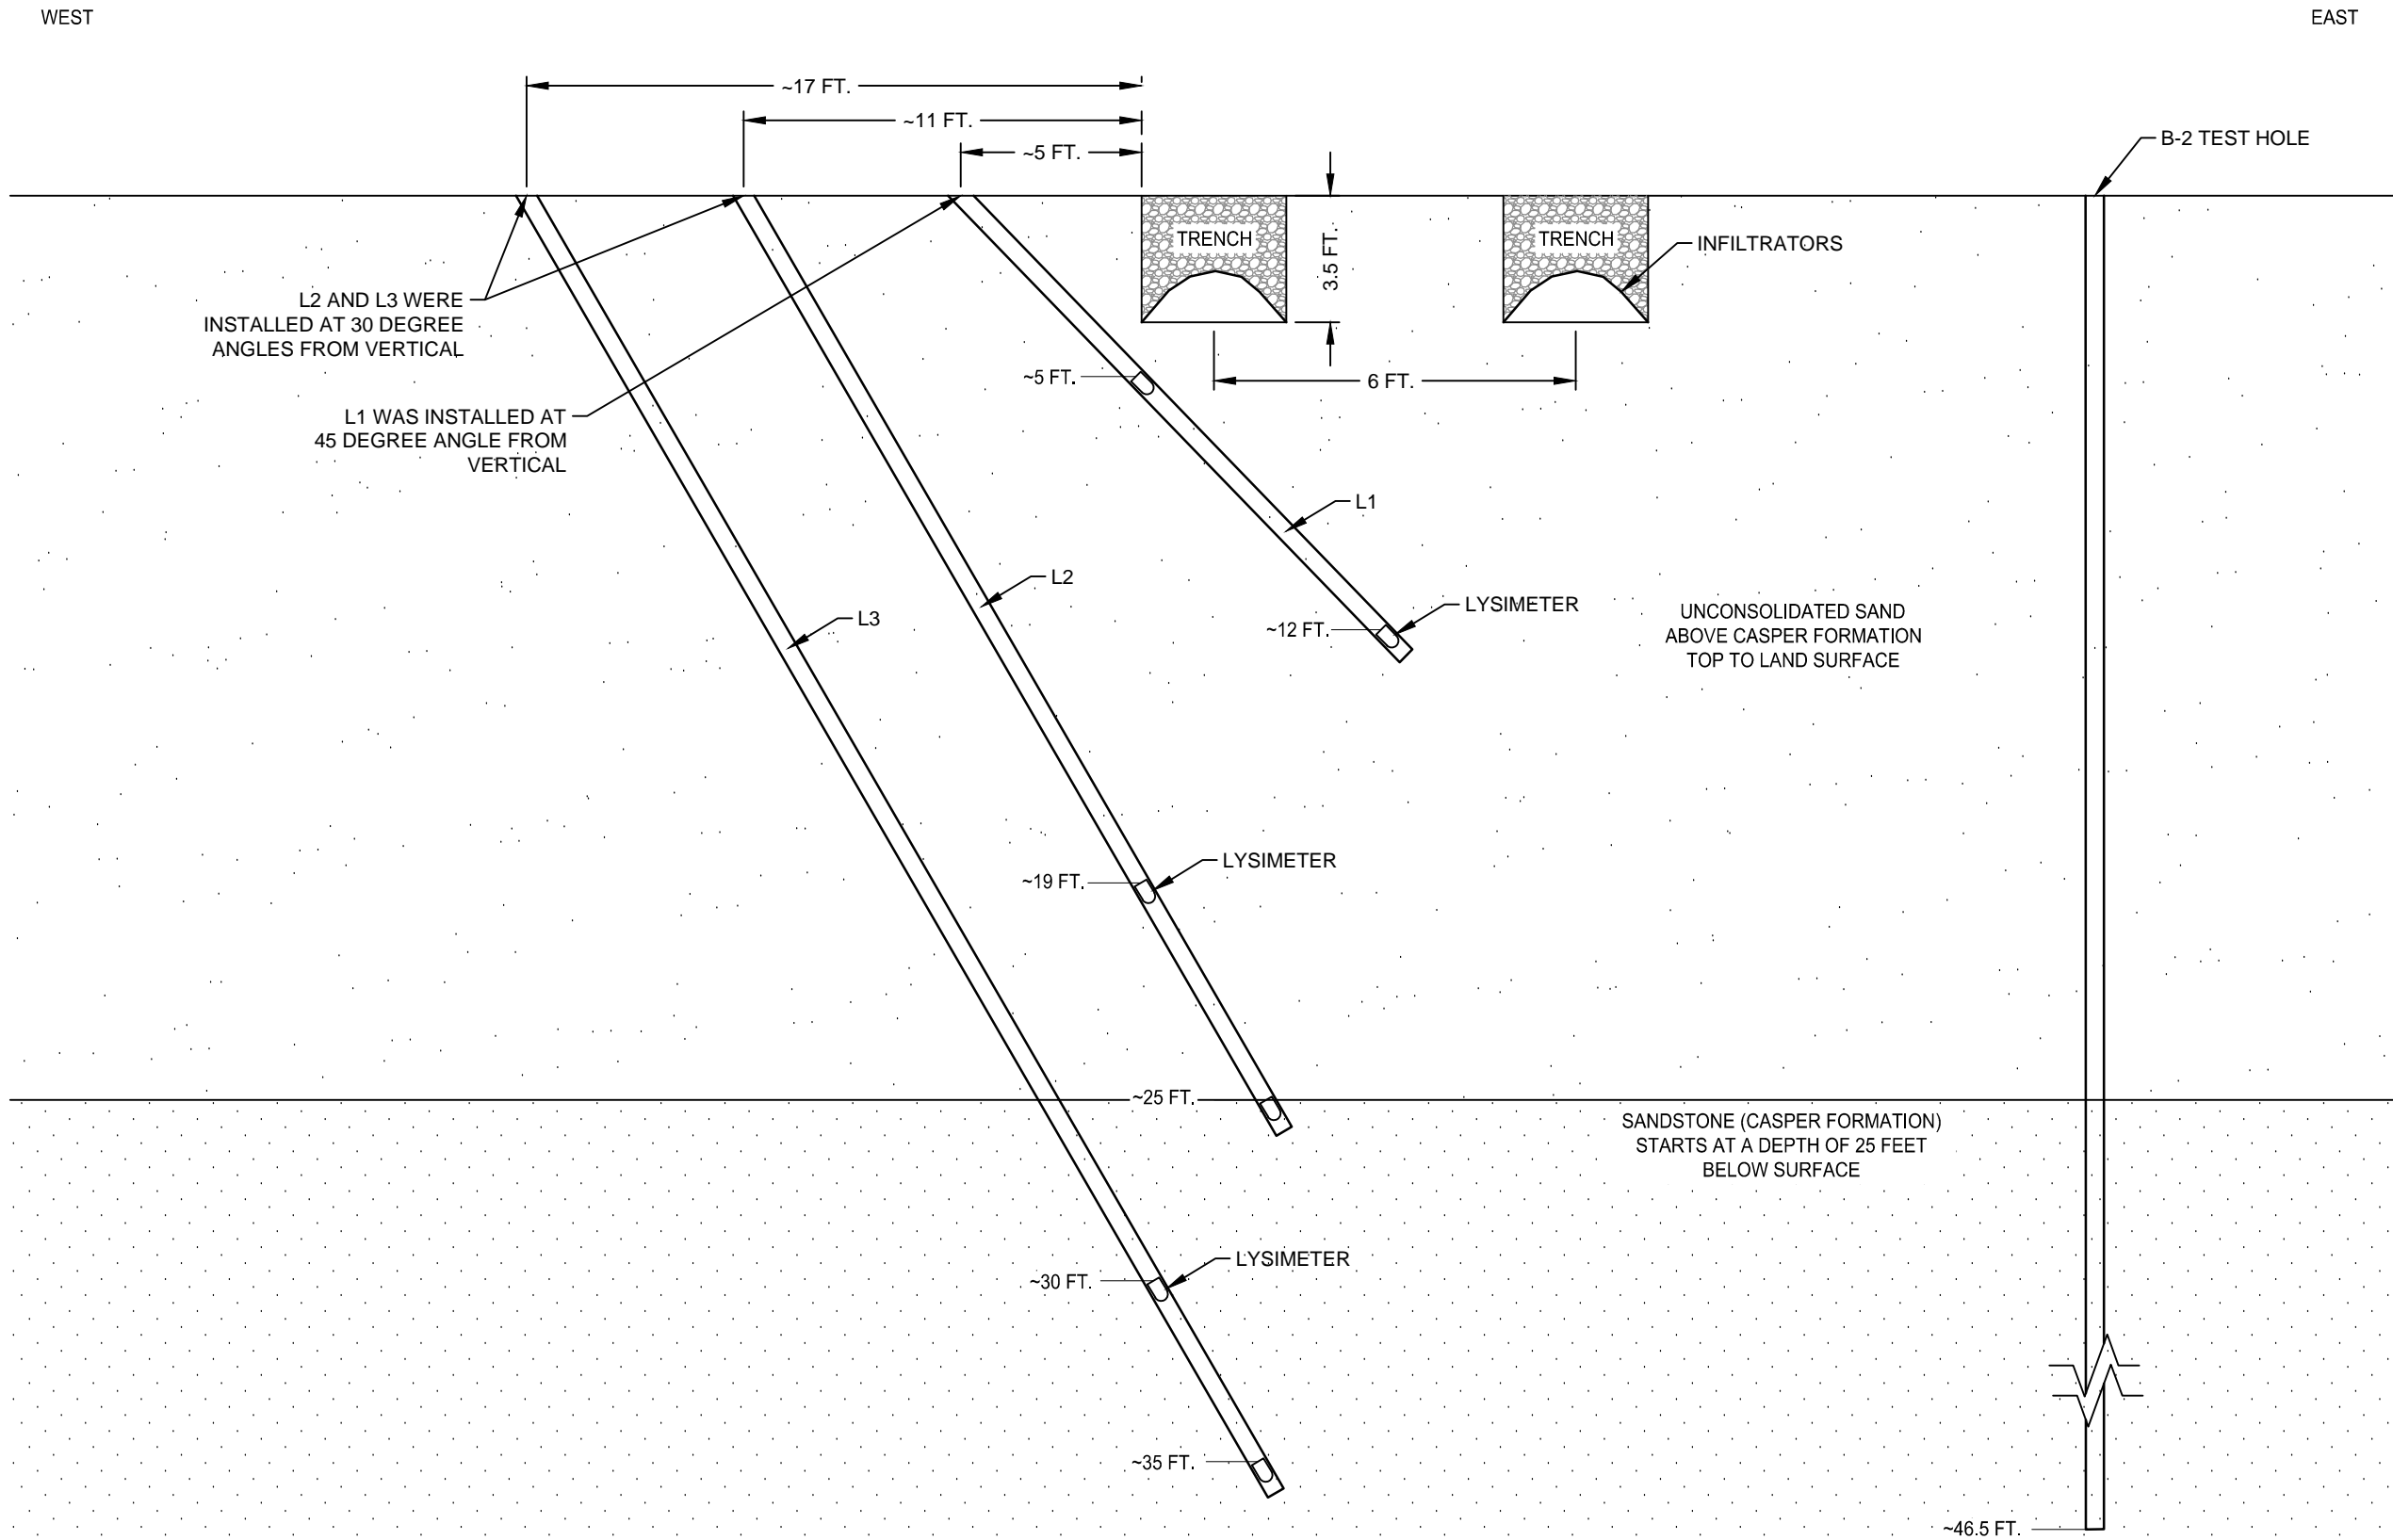 WEST
EAST
~17 FT.
~11 FT.
~5 FT.
B-2 TEST HOLE
TRENCH
TRENCH
INFILTRATORS
3.5 FT.
L2 AND L3 WERE
INSTALLED AT 30 DEGREE
ANGLES FROM VERTICAL
~5 FT.
6 FT.
L1 WAS INSTALLED AT
45 DEGREE ANGLE FROM
VERTICAL
L1
L2
LYSIMETER
L3
~12 FT.
UNCONSOLIDATED SAND
ABOVE CASPER FORMATION
TOP TO LAND SURFACE
LYSIMETER
~19 FT.
~25 FT.
SANDSTONE (CASPER FORMATION)
STARTS AT A DEPTH OF 25 FEET
BELOW SURFACE
LYSIMETER
~30 FT.
~35 FT.
~46.5 FT.